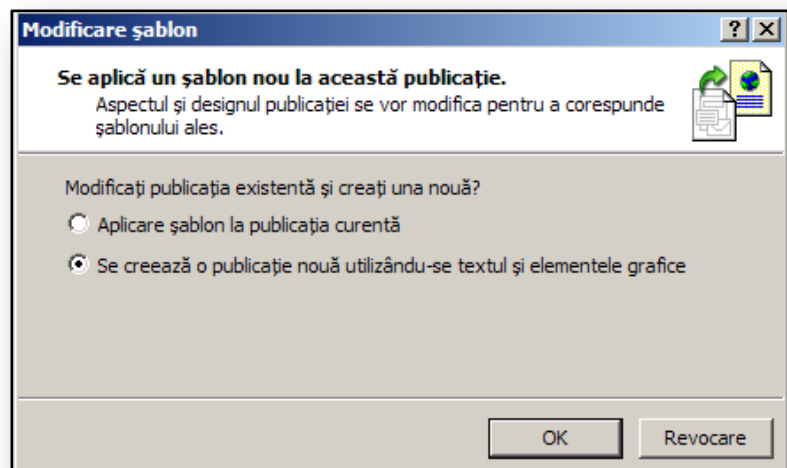 Modificare şablon
Se aplică un şablon nou la această publicaţie.
Aspectul şi designul publicaţiei se vor modifica pentru a corespunde
şablonului ales.
Modificaţi publicaţia existentă şi creaţi una nouă?
Aplicare şablon la publicaţia curentă
Se creează o publicaţie nouă utilizându-se textul şi elementele grafice
OK
Revocare